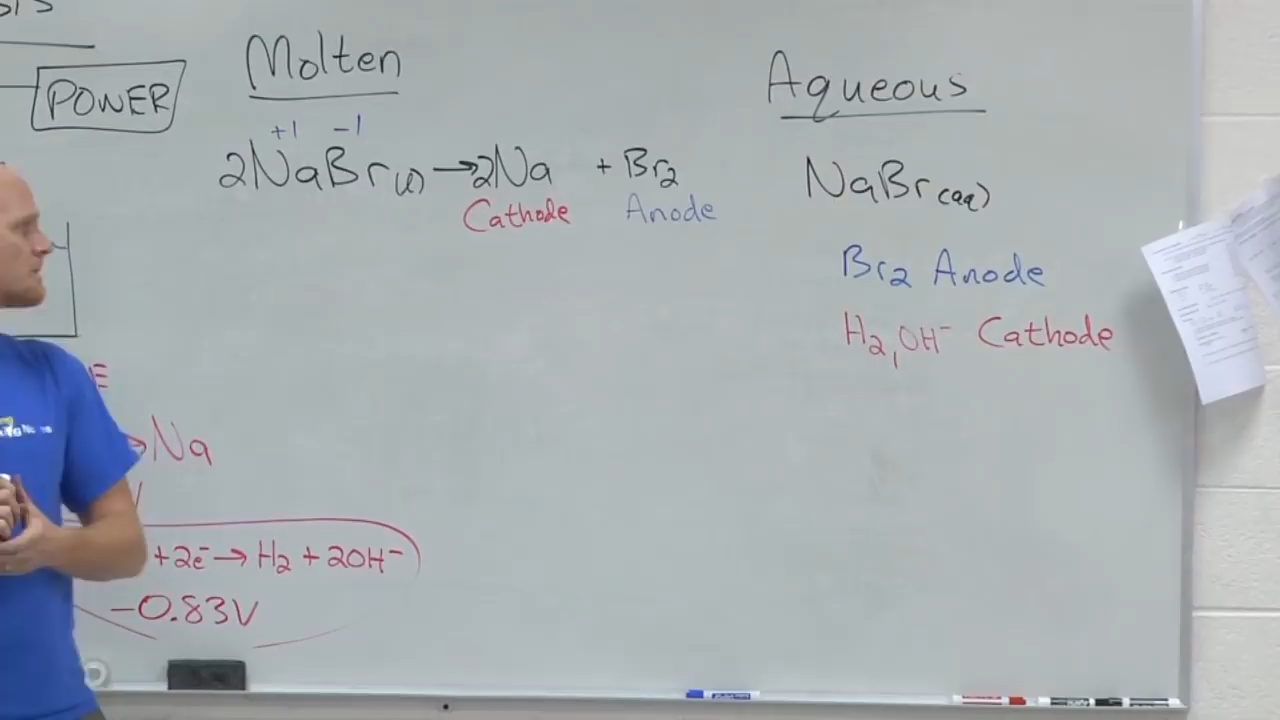 POWER
Molten
+1 -1
2NaBr(l) → 2Na + Br2
Cathode Anode
Aqueous
NaBr(aq)
Br2 Anode
H2, OH⁻ Cathode
→ Na
+2e⁻ → H2 + 2OH⁻
-0.83V